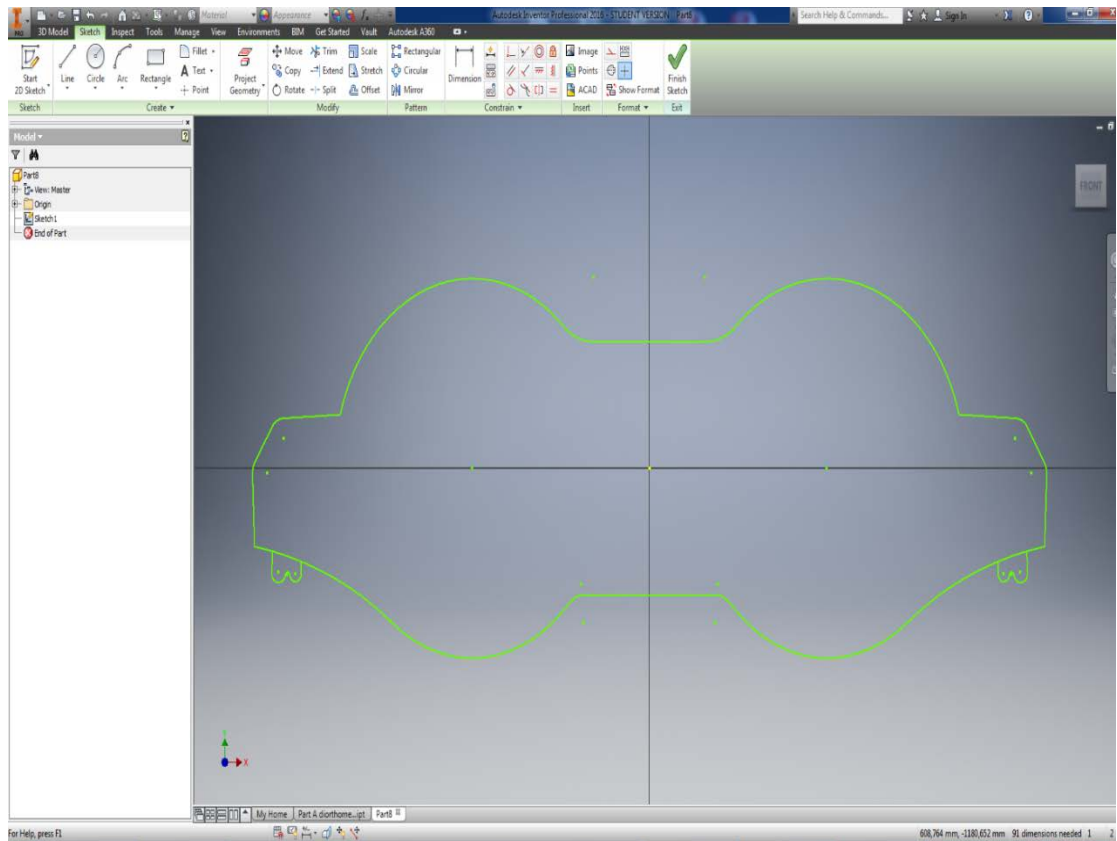 PRO
Material
Appearance
Autodesk Inventor Professional 2016 - STUDENT VERSION Part8
Search Help & Commands...
Sign In
3D Model Sketch Inspect Tools Manage View Environments BIM Get Started Vault Autodesk A360
Start 2D Sketch
Line
Circle
Arc
Rectangle
Fillet
Text
Point
Project Geometry
Move Trim Scale
Copy Extend Stretch
Rotate Split Offset
Rectangular
Circular
Mirror
Dimension
Image
Points
ACAD
Show Format
Finish Sketch
Sketch Create Modify Pattern Constrain Insert Format Exit
Model
Part8
View: Master
Origin
Sketch1
End of Part
FRONT
Y
X
My Home Part A diorthome...ipt Part8
For Help, press F1
608,764 mm, -1180,652 mm 91 dimensions needed 1 2